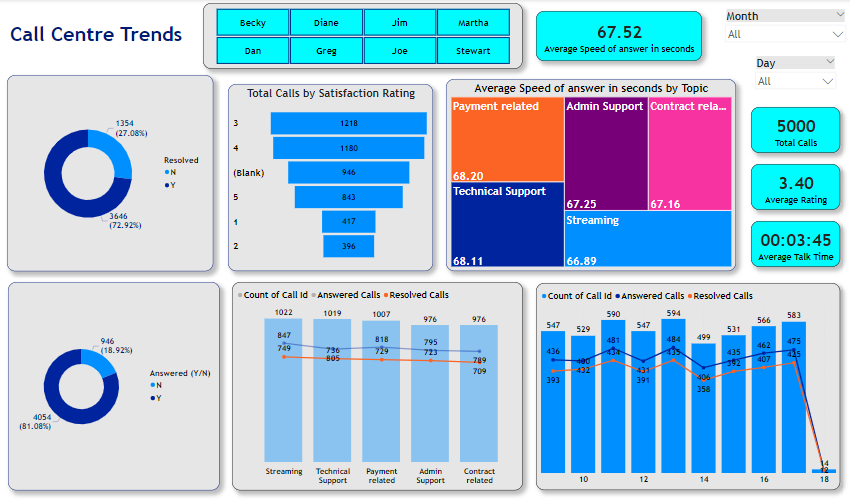 Call Centre Trends
Becky Diane Jim Martha
Dan Greg Joe Stewart
67.52
Average Speed of answer in seconds
Month
All
Day
All
1354
(27.08%)
3646
(72.92%)
Resolved
N
Y
Total Calls by Satisfaction Rating
3 1218
4 1180
(Blank) 946
5 843
1 417
2 396
Average Speed of answer in seconds by Topic
Payment related
68.20
Technical Support
68.11
Admin Support
67.25
Contract rela...
67.16
Streaming
66.89
5000
Total Calls
3.40
Average Rating
00:03:45
Average Talk Time
946
(18.92%)
4054
(81.08%)
Answered (Y/N)
N
Y
Count of Call Id Answered Calls Resolved Calls
1022 1019 1007 976 976
847 736 818 795 789
749 805 729 723 709
Streaming Technical Support Payment related Admin Support Contract related
Count of Call Id Answered Calls Resolved Calls
547 529 590 547 594 499 531 566 583
436 400 481 431 484 406 435 462 475 14
393 432 434 391 435 358 392 407 425 12
10 12 14 16 18